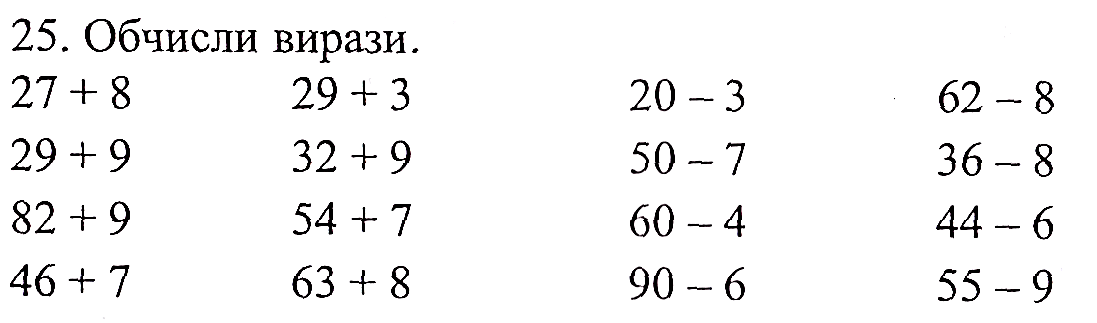 25. Обчисли вирази.
27 + 8 29 + 3 20 – 3 62 – 8
29 + 9 32 + 9 50 – 7 36 – 8
82 + 9 54 + 7 60 – 4 44 – 6
46 + 7 63 + 8 90 – 6 55 – 9